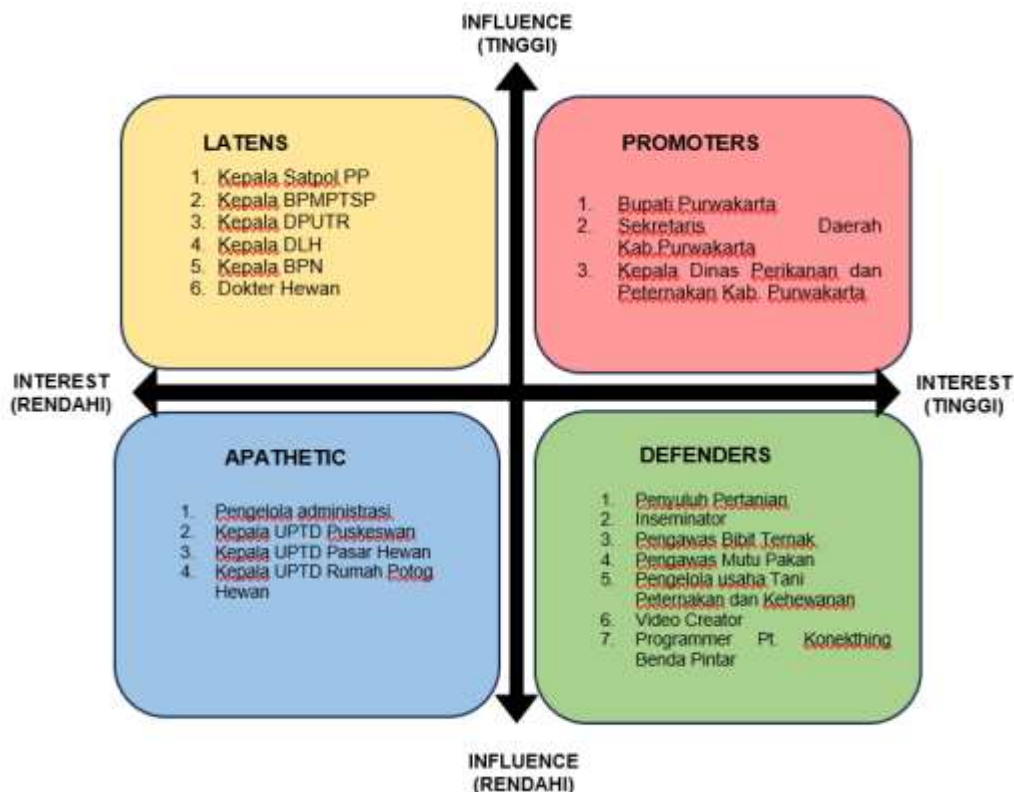 INFLUENCE
(TINGGI)
LATENS
1. Kepala Satpol PP
2. Kepala BPMPTSP
3. Kepala DPUTR
4. Kepala DLH
5. Kepala BPN
6. Dokter Hewan
PROMOTERS
1. Bupati Purwakarta
2. Sekretaris Daerah
Kab.Purwakarta
3. Kepala Dinas Perikanan dan
Peternakan Kab. Purwakarta
INTEREST
(RENDAHI)
INTEREST
(TINGGI)
APATHETIC
1. Pengelola administrasi
2. Kepala UPTD Puskeswan
3. Kepala UPTD Pasar Hewan
4. Kepala UPTD Rumah Potog
Hewan
DEFENDERS
1. Penyuluh Pertanian
2. Inseminator
3. Pengawas Bibit Ternak
4. Pengawas Mutu Pakan
5. Pengelola usaha Tani
Peternakan dan Kehewanan
6. Video Creator
7. Programmer Pt. Konekthing
Benda Pintar
INFLUENCE
(RENDAHI)